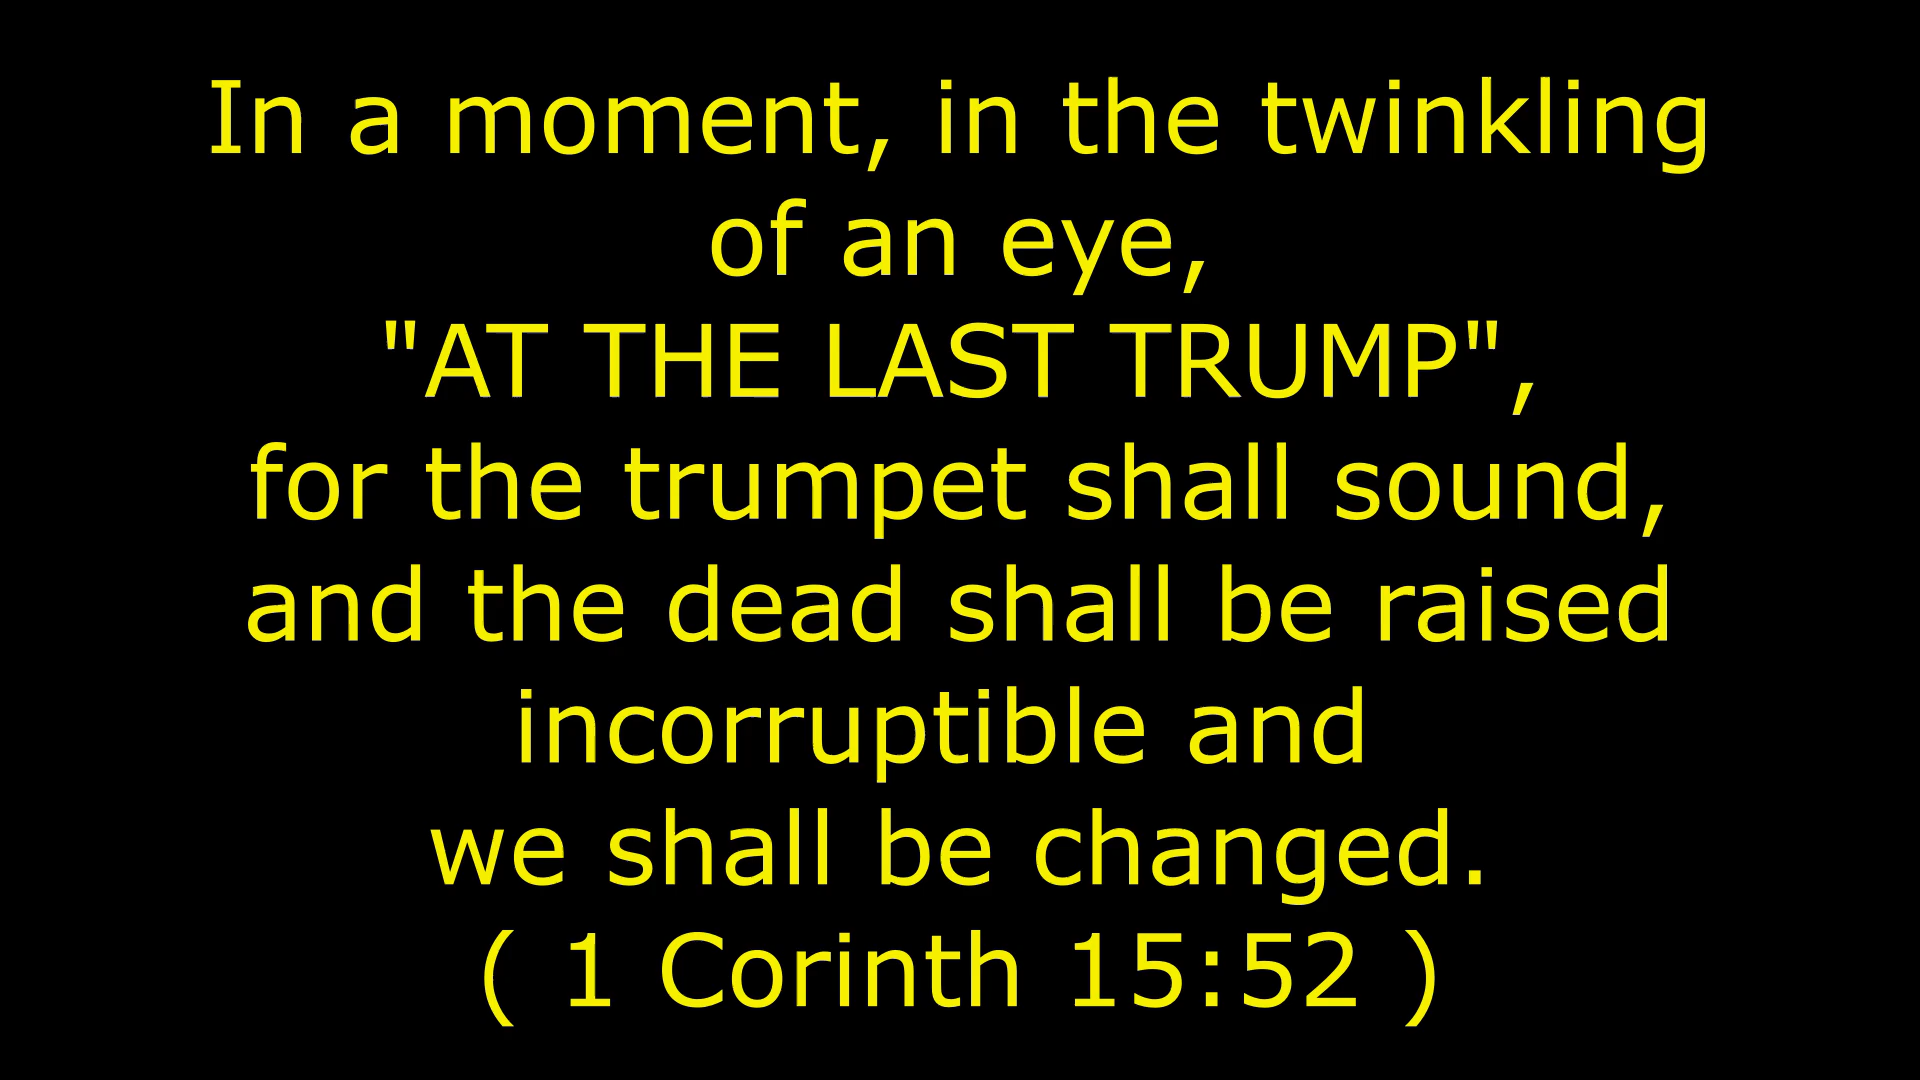 In a moment, in the twinkling
of an eye,
"AT THE LAST TRUMP",
for the trumpet shall sound,
and the dead shall be raised
incorruptible and
we shall be changed.
( 1 Corinth 15:52 )